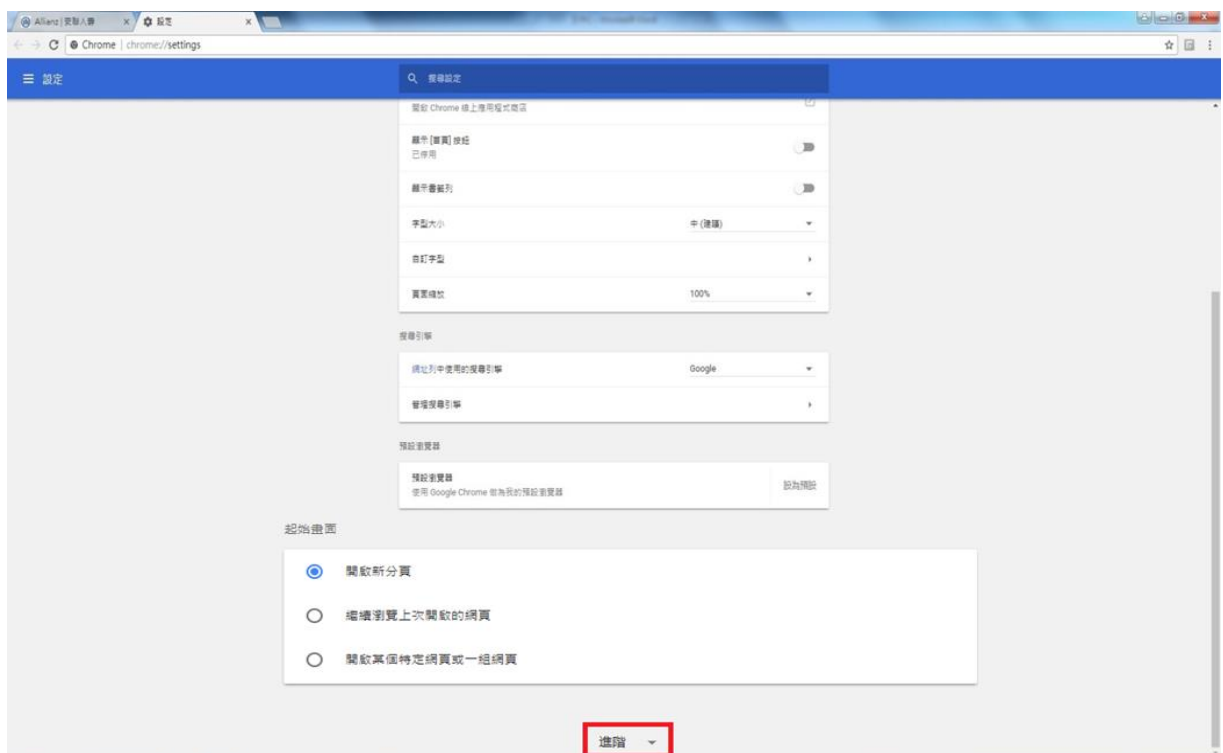 Allianz | 安聯人壽
設定
Chrome | chrome://settings
設定
搜尋設定
開啟 Chrome 線上應用程式商店
顯示 [首頁] 按鈕
已停用
顯示書籤列
字型大小 中 (建議)
自訂字型
頁面縮放 100%
搜尋引擎
網址列中使用的搜尋引擎 Google
管理搜尋引擎
預設瀏覽器
預設瀏覽器
使用 Google Chrome 做為我的預設瀏覽器 設為預設
起始畫面
開啟新分頁
繼續瀏覽上次開啟的網頁
開啟某個特定網頁或一組網頁
進階